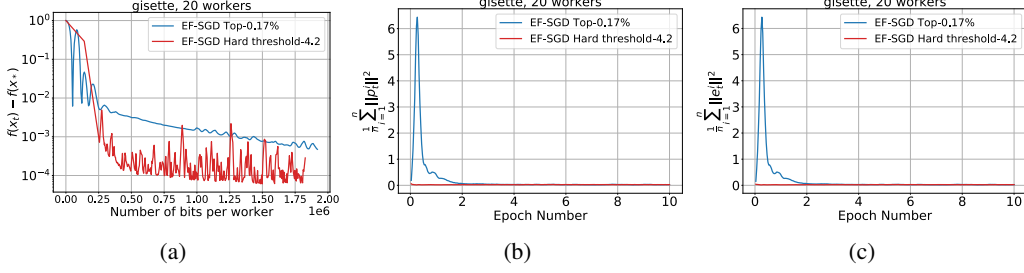 gisette, 20 workers
EF-SGD Top-0.17%
EF-SGD Hard threshold-4.2
f(x_t) − f(x_*)
10^0
10^{-1}
10^{-2}
10^{-3}
10^{-4}
0.00 0.25 0.50 0.75 1.00 1.25 1.50 1.75 2.00
1e6
Number of bits per worker
(a)
gisette, 20 workers
EF-SGD Top-0.17%
EF-SGD Hard threshold-4.2
\frac{1}{n} \sum_{i=1}^{n} ||p_t^i||^2
6
5
4
3
2
1
0
0 2 4 6 8 10
Epoch Number
(b)
gisette, 20 workers
EF-SGD Top-0.17%
EF-SGD Hard threshold-4.2
\frac{1}{n} \sum_{i=1}^{n} ||e_t^i||^2
6
5
4
3
2
1
0
0 2 4 6 8 10
Epoch Number
(c)